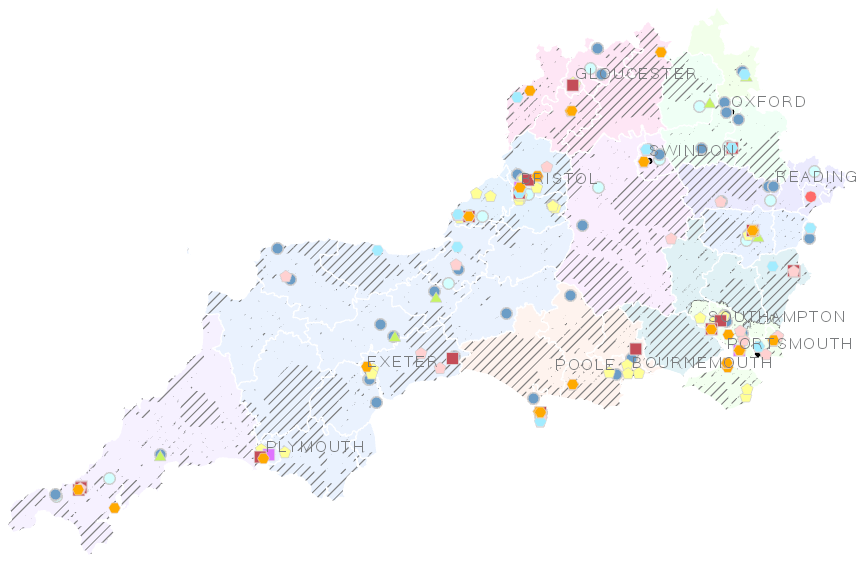 GLOUCESTER
OXFORD
SWINDON
BRISTOL
READING
SOUTHAMPTON
PORTSMOUTH
EXETER
POOLE
BOURNEMOUTH
PLYMOUTH